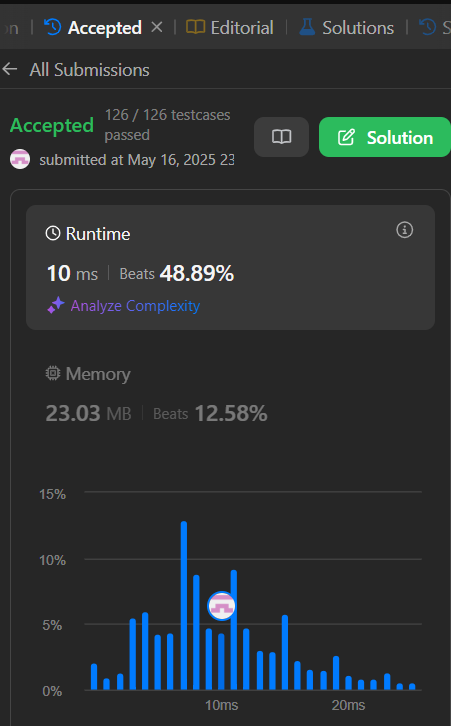 Accepted
Editorial
Solutions
All Submissions
Accepted
126 / 126 testcases
passed
submitted at May 16, 2025 23
Solution
Runtime
10 ms Beats 48.89%
Analyze Complexity
Memory
23.03 MB Beats 12.58%
15%
10%
5%
0%
10ms
20ms